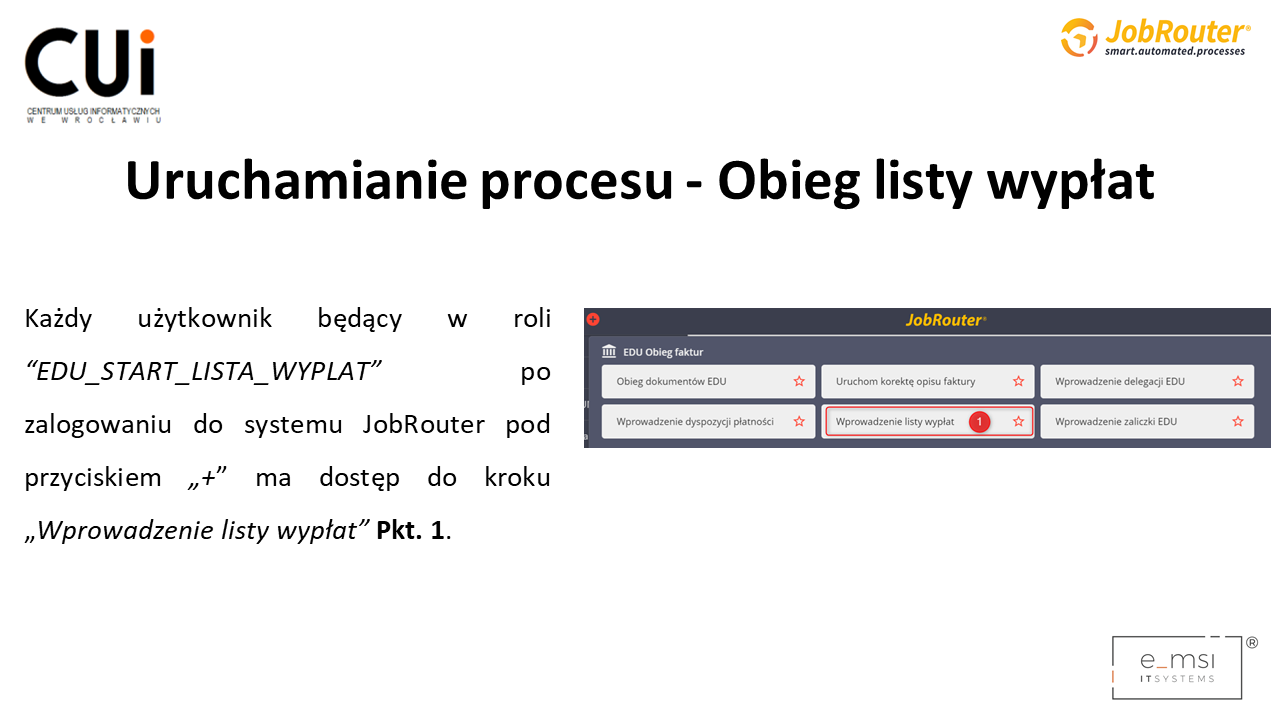 CUi
CENTRUM USŁUG INFORMATYCZNYCH
WE WROCŁAWIU
JobRouter®
smart.automated.processes
Uruchamianie procesu - Obieg listy wypłat
Każdy użytkownik będący w roli
“EDU_START_LISTA_WYPLAT” po
zalogowaniu do systemu JobRouter pod
przyciskiem „+” ma dostęp do kroku
„Wprowadzenie listy wypłat” Pkt. 1.
JobRouter®
EDU Obieg faktur
Obieg dokumentów EDU
Uruchom korektę opisu faktury
Wprowadzenie delegacji EDU
Wprowadzenie dyspozycji płatności
Wprowadzenie listy wypłat 1
Wprowadzenie zaliczki EDU
e_msi ®
ITSYSTEMS